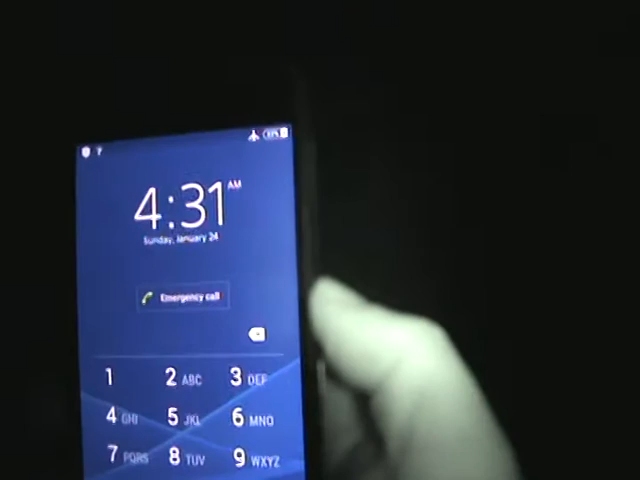 4:31 AM
Sunday, January 24
Emergency call
1 2 ABC 3 DEF
4 GHI 5 JKL 6 MNO
7 PQRS 8 TUV 9 WXYZ